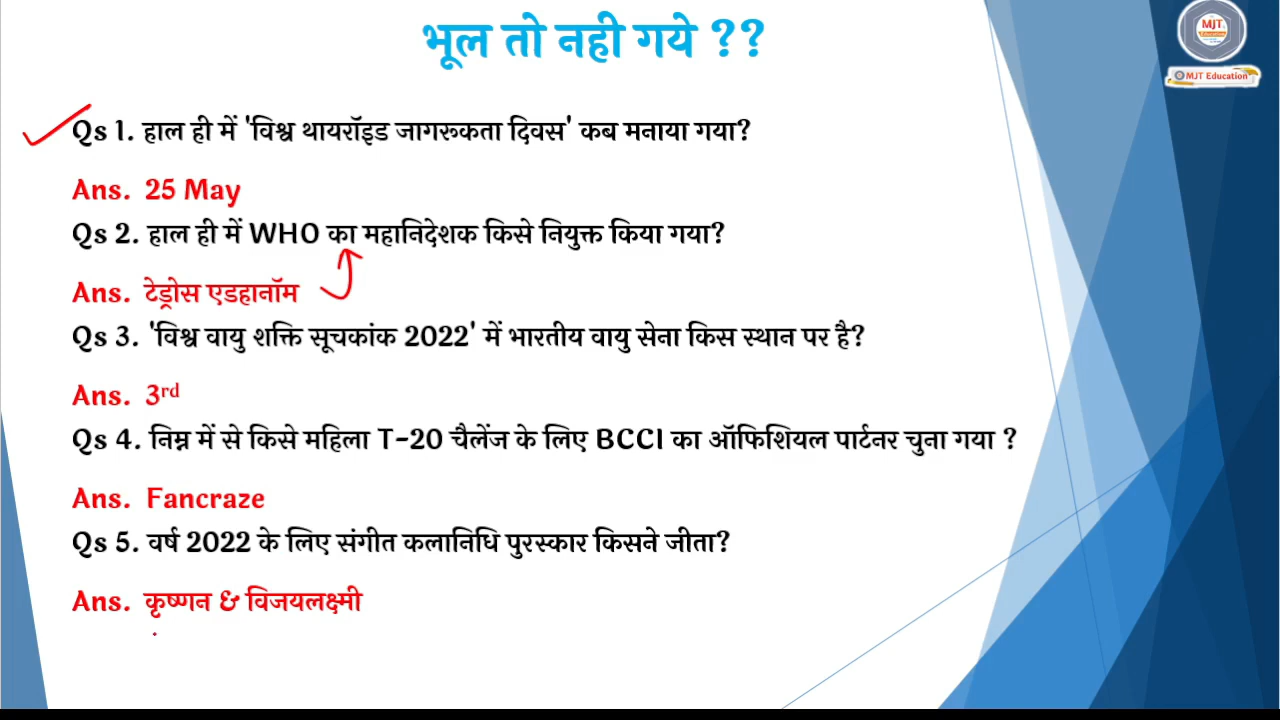 भूल तो नही गये ??
MJT
Education
MJT Education
Qs 1. हाल ही में 'विश्व थायरॉइड जागरूकता दिवस' कब मनाया गया?
Ans. 25 May
Qs 2. हाल ही में WHO का महानिदेशक किसे नियुक्त किया गया?
Ans. टेड्रोस एडहानॉम
Qs 3. 'विश्व वायु शक्ति सूचकांक 2022' में भारतीय वायु सेना किस स्थान पर है?
Ans. 3rd
Qs 4. निम्न में से किसे महिला T-20 चैलेंज के लिए BCCI का ऑफिशियल पार्टनर चुना गया ?
Ans. Fancraze
Qs 5. वर्ष 2022 के लिए संगीत कलानिधि पुरस्कार किसने जीता?
Ans. कृष्णन & विजयलक्ष्मी